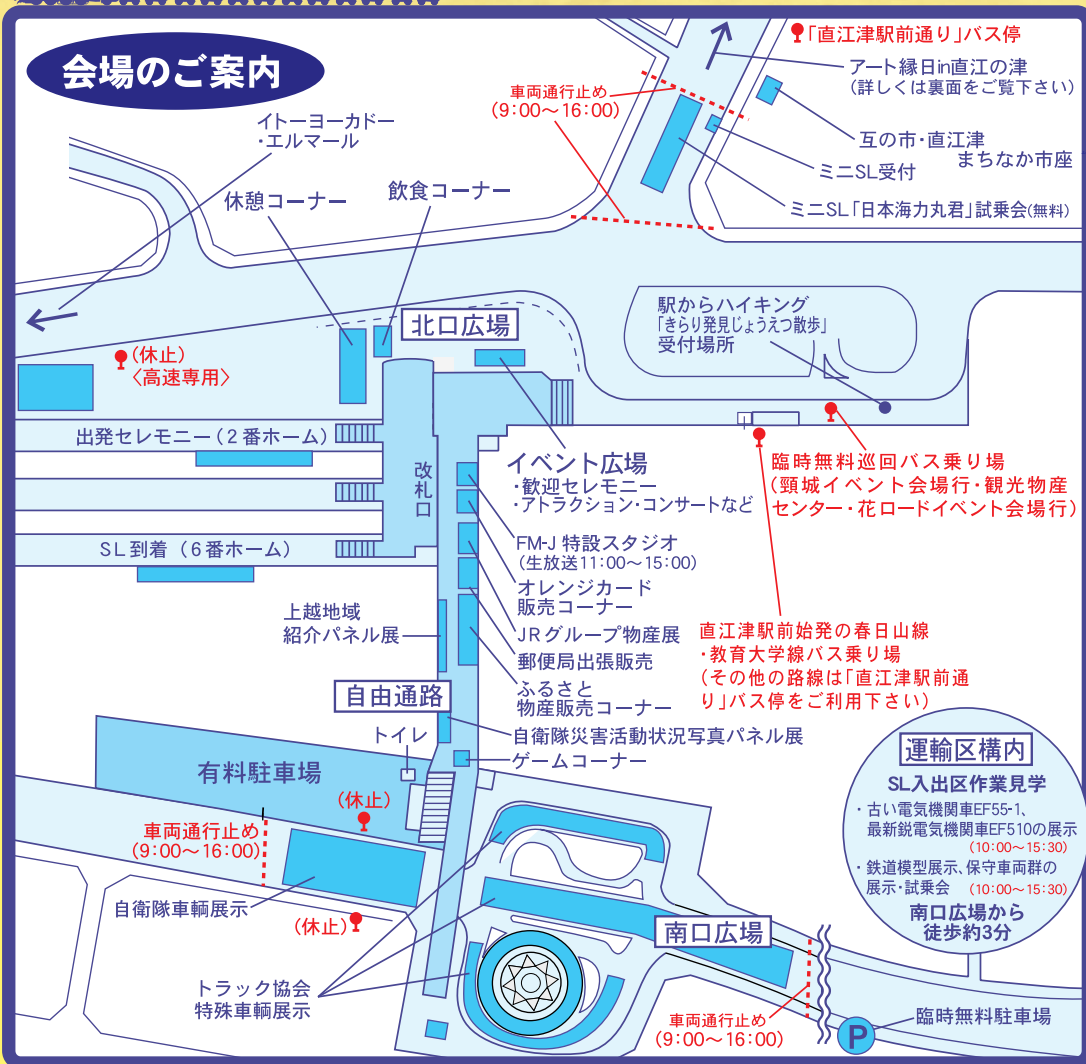 会場のご案内
「直江津駅前通り」バス停
アート縁日in直江の津
(詳しくは裏面をご覧下さい)
車両通行止め
(9:00〜16:00)
互の市・直江津
まちなか市座
ミニSL受付
ミニSL「日本海力丸君」試乗会(無料)
イトーヨーカドー
・エルマール
休憩コーナー
飲食コーナー
北口広場
駅からハイキング
「きらり発見じょうえつ散歩」
受付場所
(休止)
〈高速専用〉
出発セレモニー(2番ホーム)
改札口
SL到着(6番ホーム)
イベント広場
・歓迎セレモニー
・アトラクション・コンサートなど
臨時無料巡回バス乗り場
(頸城イベント会場行・観光物産
センター・花ロードイベント会場行)
FM-J 特設スタジオ
(生放送11:00〜15:00)
オレンジカード
販売コーナー
JRグループ物産展
郵便局出張販売
ふるさと
物産販売コーナー
上越地域
紹介パネル展
直江津駅前始発の春日山線
・教育大学線バス乗り場
(その他の路線は「直江津駅前通
り」バス停をご利用下さい)
自由通路
自衛隊災害活動状況写真パネル展
ゲームコーナー
トイレ
有料駐車場
(休止)
車両通行止め
(9:00〜16:00)
自衛隊車輌展示
(休止)
トラック協会
特殊車輌展示
南口広場
車両通行止め
(9:00〜16:00)
運輸区構内
SL入出区作業見学
・古い電気機関車EF55-1、
最新鋭電気機関車EF510の展示
(10:00〜15:30)
・鉄道模型展示、保守車両群の
展示・試乗会 (10:00〜15:30)
南口広場から
徒歩約3分
P
臨時無料駐車場